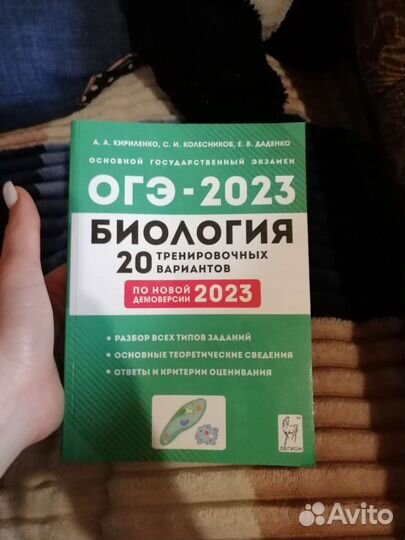 А. А. КИРИЛЕНКО, С. И. КОЛЕСНИКОВ, Е. В. ДАДЕНКО
ОСНОВНОЙ ГОСУДАРСТВЕННЫЙ ЭКЗАМЕН
ОГЭ - 2023
БИОЛОГИЯ
20 ТРЕНИРОВОЧНЫХ
ВАРИАНТОВ
ПО НОВОЙ
ДЕМОВЕРСИИ 2023
• РАЗБОР ВСЕХ ТИПОВ ЗАДАНИЙ
• ОСНОВНЫЕ ТЕОРЕТИЧЕСКИЕ СВЕДЕНИЯ
• ОТВЕТЫ И КРИТЕРИИ ОЦЕНИВАНИЯ
ЛЕГИОН
Avito